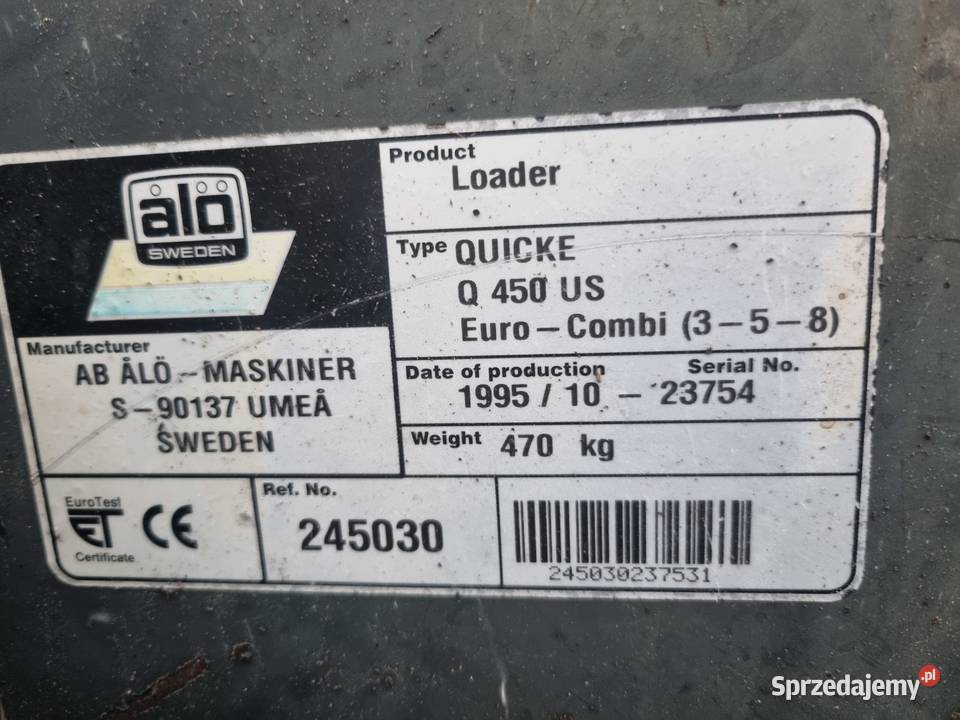 älö
SWEDEN
Product
Loader
Type QUICKE
Q 450 US
Euro-Combi (3-5-8)
Manufacturer
AB ÅLÖ-MASKINER
S-90137 UMEÅ
SWEDEN
Date of production Serial No.
1995 / 10 - 23754
Weight 470 kg
EuroTest
ET CE
Certificate
Ref. No.
245030
245030237531
Sprzedajemy.pl